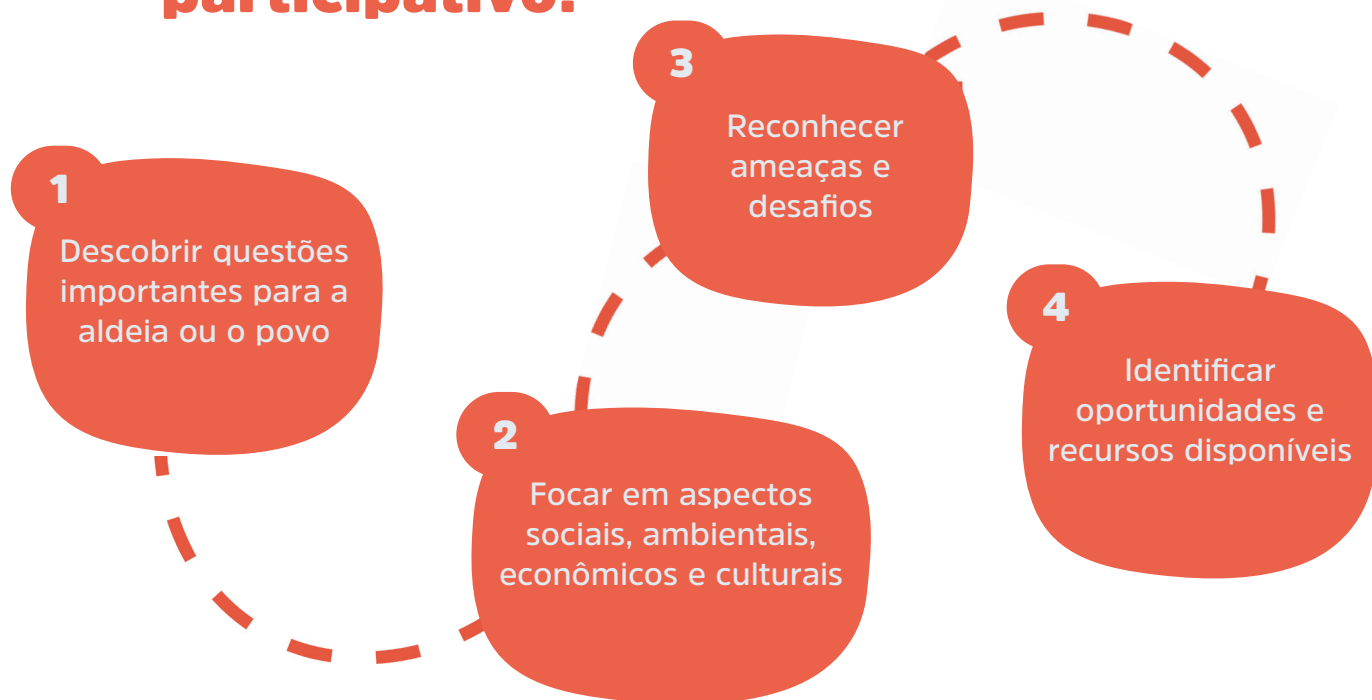 participativo:
1
Descobrir questões
importantes para a
aldeia ou o povo
2
Focar em aspectos
sociais, ambientais,
econômicos e culturais
3
Reconhecer
ameaças e
desafios
4
Identificar
oportunidades e
recursos disponíveis